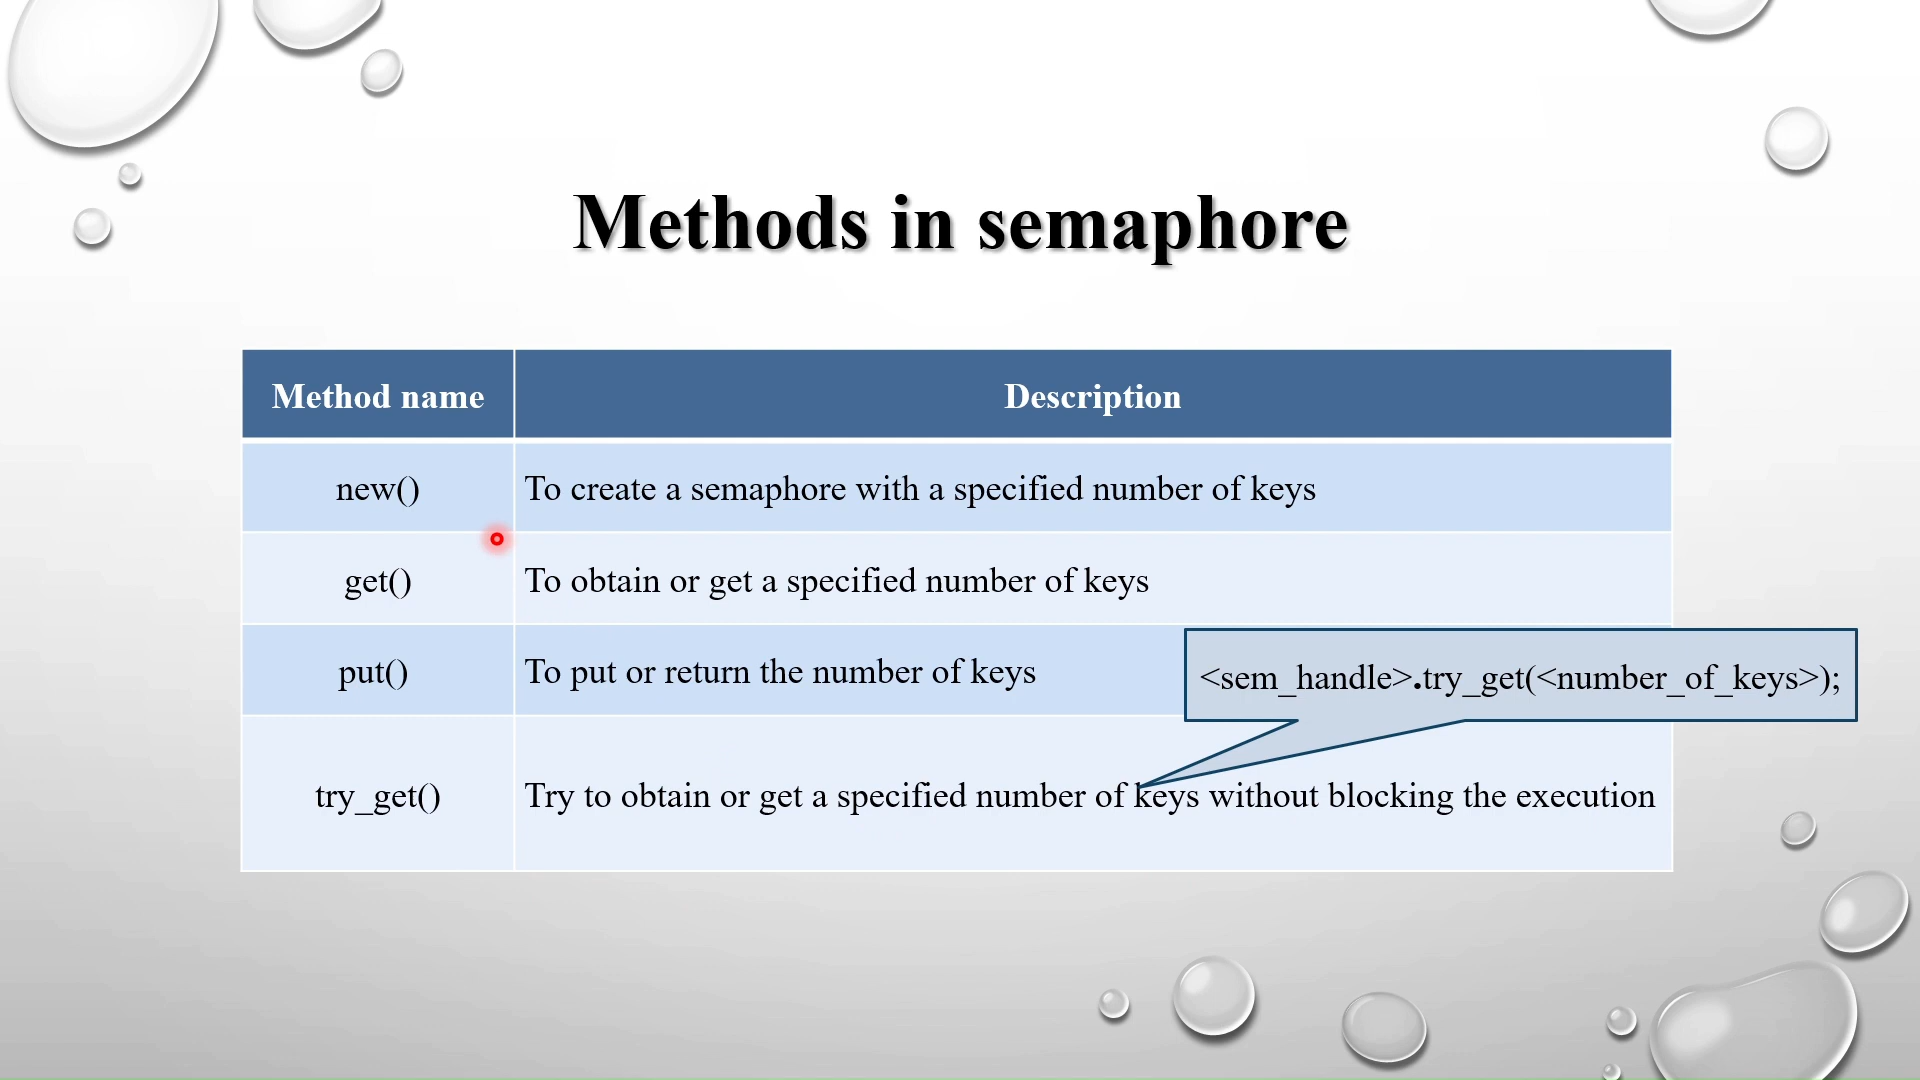 Methods in semaphore
Method name Description
new() To create a semaphore with a specified number of keys
get() To obtain or get a specified number of keys
put() To put or return the number of keys
<sem_handle>.try_get(<number_of_keys>);
try_get() Try to obtain or get a specified number of keys without blocking the execution